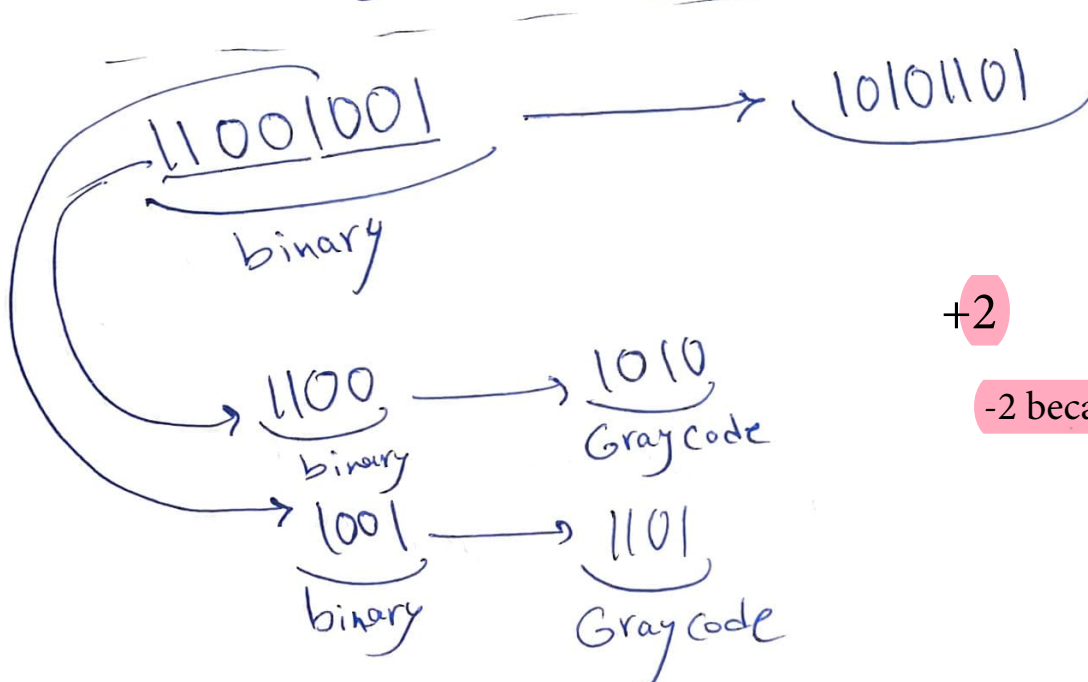 11001001 → 10101101
binary
+2
1100 → 1010
-2 beca
binary Gray code
1001 → 1101
binary Gray code